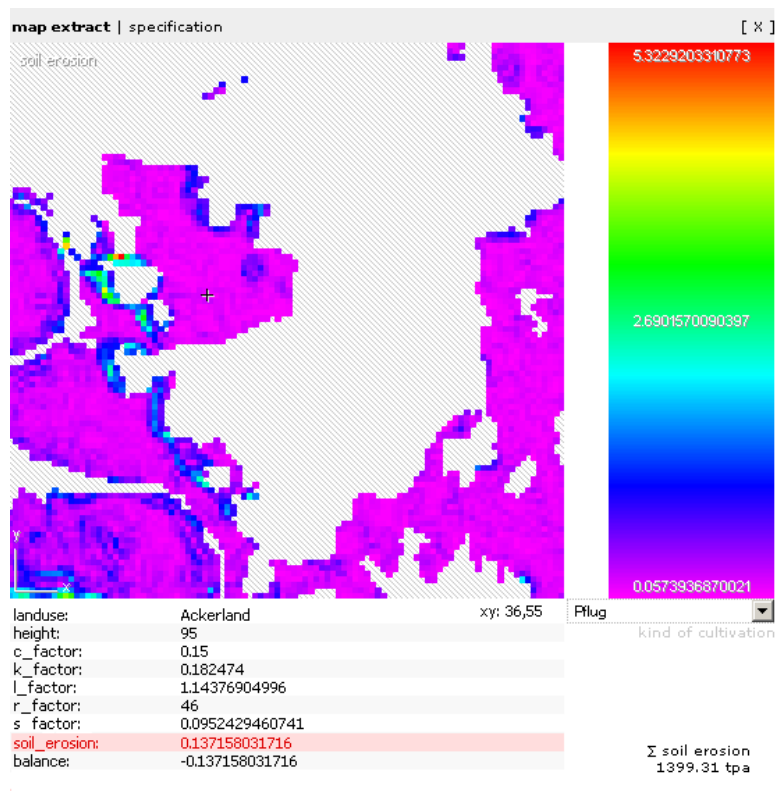 map extract | specification [ X ]
soil erosion
5.3229203310773
2.6901570090397
0.0573936870021
y
x
landuse: Ackerland xy: 36,55 Pflug
height: 95 kind of cultivation
c_factor: 0.15
k_factor: 0.182474
l_factor: 1.14376904996
r_factor: 46
s_factor: 0.0952429460741
soil_erosion: 0.137158031716
balance: -0.137158031716
Σ soil erosion
1399.31 tpa